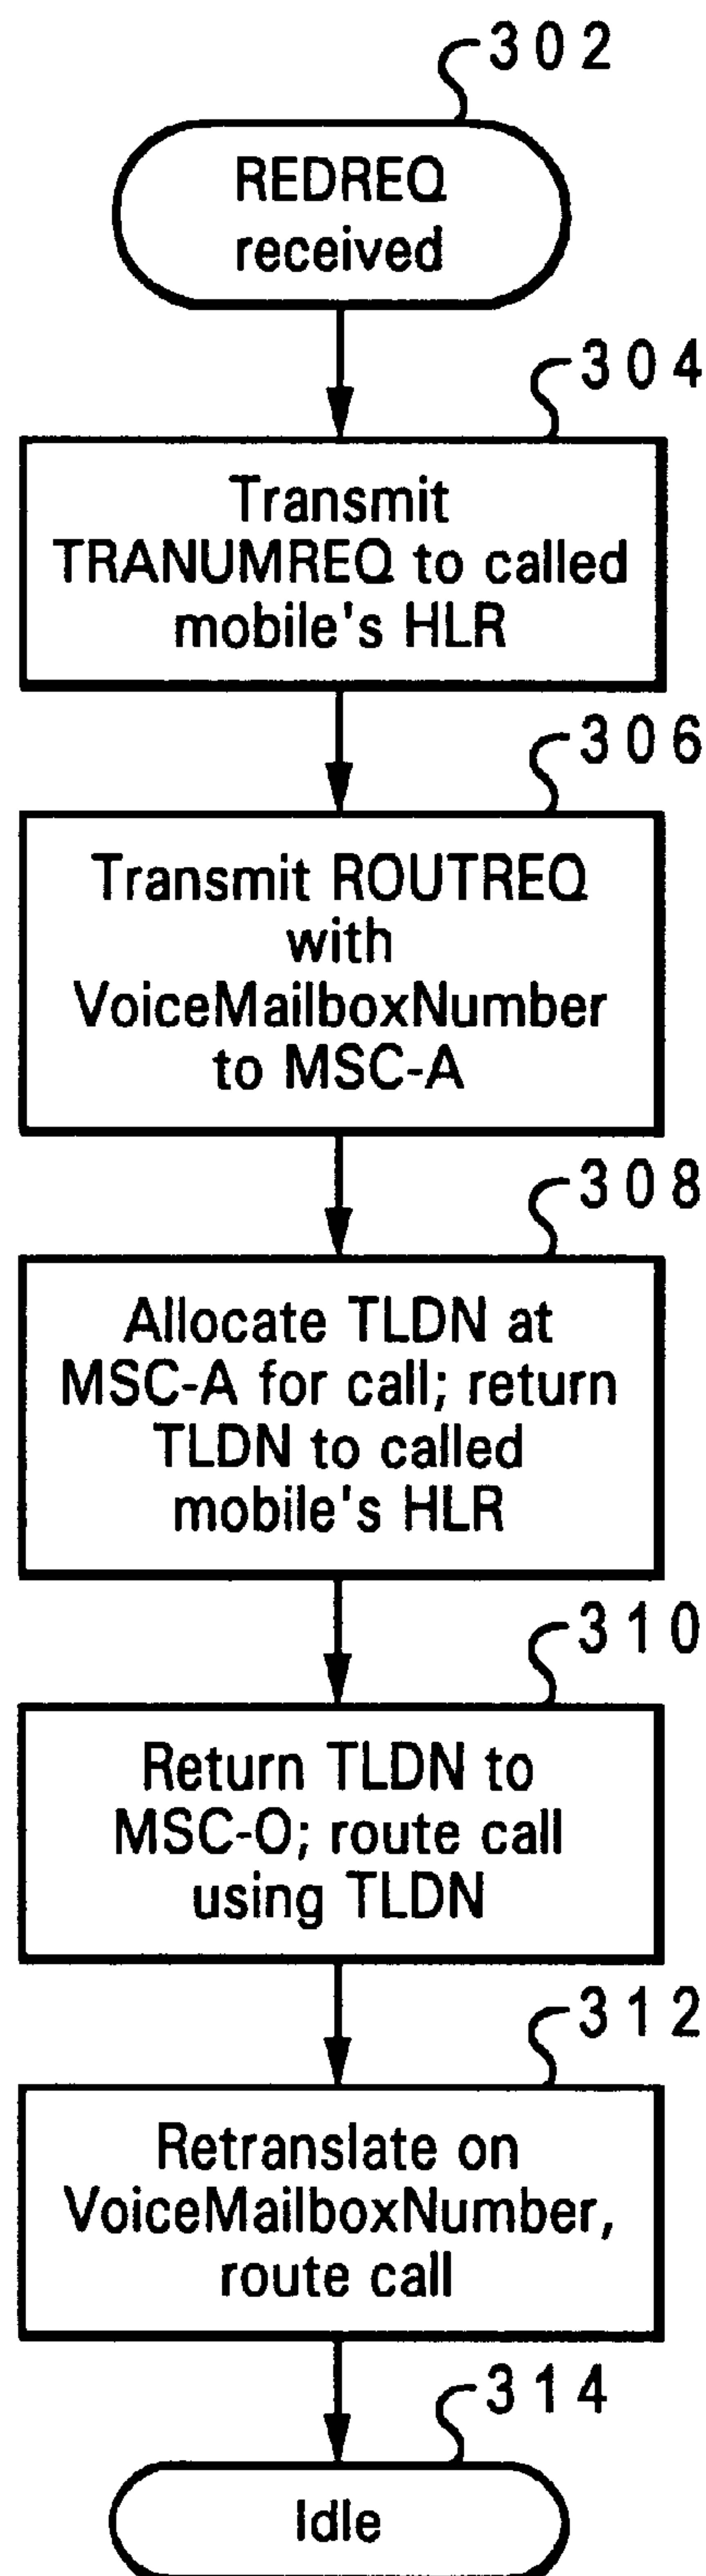 302
REDREQ
received
304
Transmit
TRANUMREQ to called
mobile's HLR
306
Transmit ROUTREQ
with
VoiceMailboxNumber
to MSC-A
308
Allocate TLDN at
MSC-A for call; return
TLDN to called
mobile's HLR
310
Return TLDN to
MSC-O; route call
using TLDN
312
Retranslate on
VoiceMailboxNumber,
route call
314
Idle